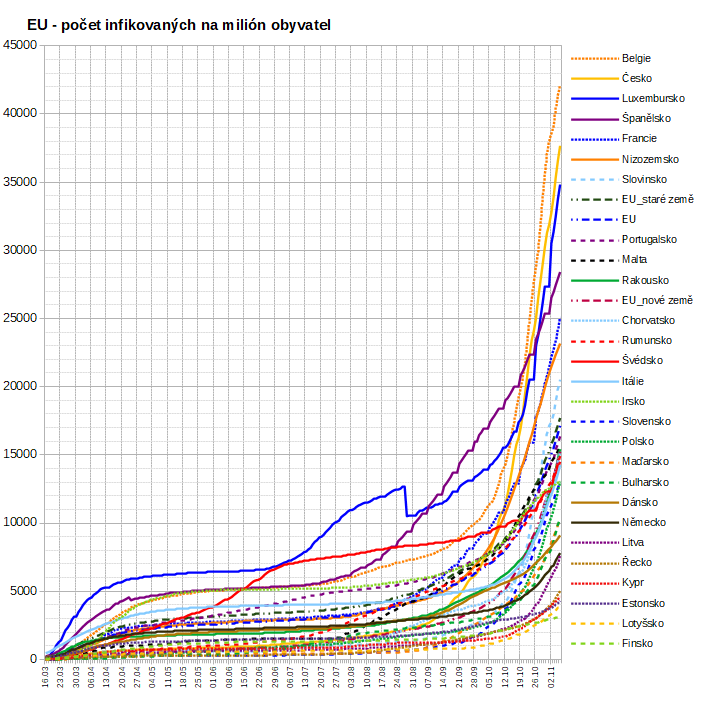 EU - počet infikovaných na milión obyvatel
45000
40000
35000
30000
25000
20000
15000
10000
5000
0
16.03
23.03
30.03
06.04
13.04
20.04
27.04
04.05
11.05
18.05
25.05
01.06
08.06
15.06
22.06
29.06
06.07
13.07
20.07
27.07
03.08
10.08
17.08
24.08
31.08
07.09
14.09
21.09
28.09
05.10
12.10
19.10
26.10
02.11
Belgie
Česko
Luxembursko
Španělsko
Francie
Nizozemsko
Slovinsko
EU_staré země
EU
Portugalsko
Malta
Rakousko
EU_nové země
Chorvatsko
Rumunsko
Švédsko
Itálie
Irsko
Slovensko
Polsko
Maďarsko
Bulharsko
Dánsko
Německo
Litva
Řecko
Kypr
Estonsko
Lotyšsko
Finsko